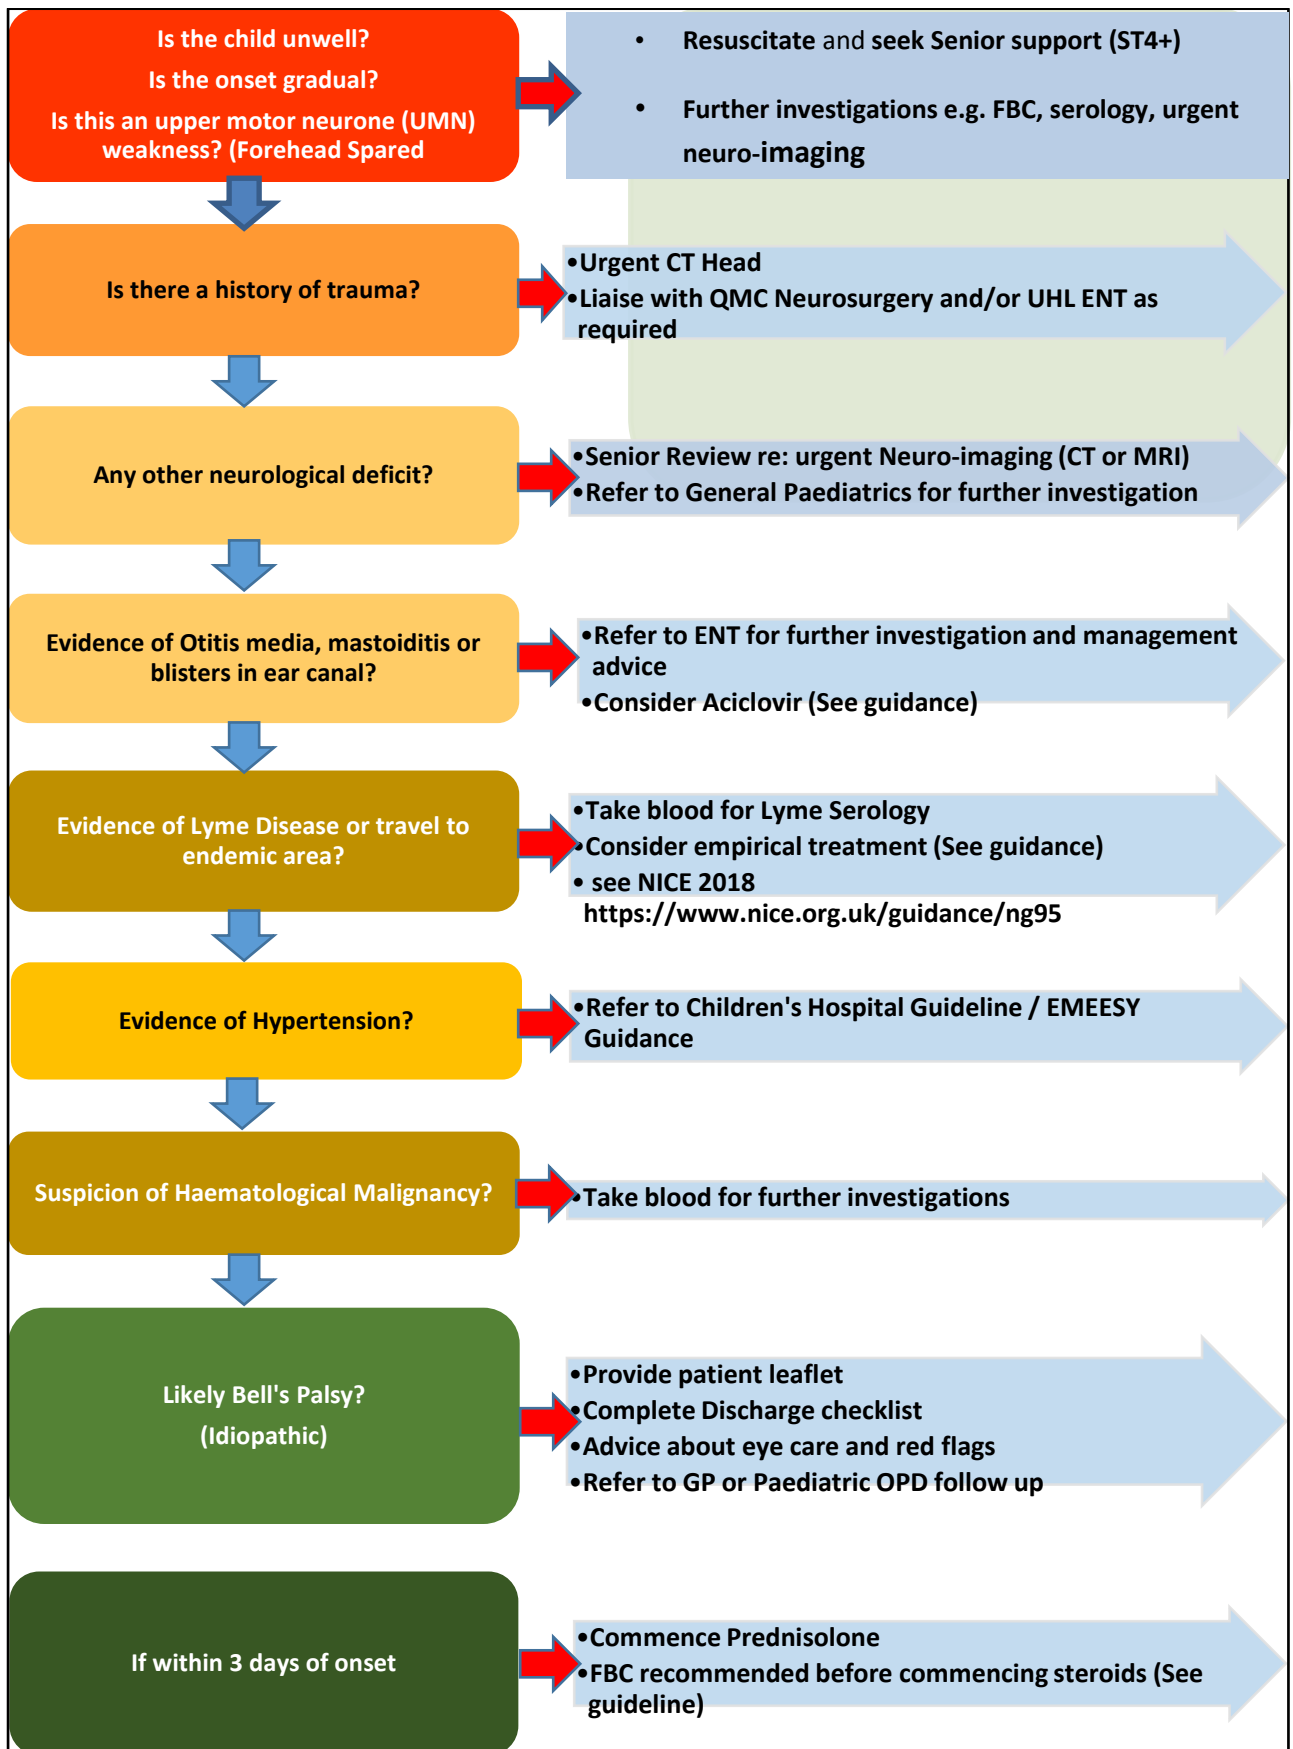 Is the child unwell?
Is the onset gradual?
Is this an upper motor neurone (UMN)
weakness? (Forehead Spared
• Resuscitate and seek Senior support (ST4+)
• Further investigations e.g. FBC, serology, urgent
neuro-imaging
Is there a history of trauma?
•Urgent CT Head
•Liaise with QMC Neurosurgery and/or UHL ENT as
required
Any other neurological deficit?
•Senior Review re: urgent Neuro-imaging (CT or MRI)
•Refer to General Paediatrics for further investigation
Evidence of Otitis media, mastoiditis or
blisters in ear canal?
•Refer to ENT for further investigation and management
advice
•Consider Aciclovir (See guidance)
Evidence of Lyme Disease or travel to
endemic area?
•Take blood for Lyme Serology
•Consider empirical treatment (See guidance)
• see NICE 2018
https://www.nice.org.uk/guidance/ng95
Evidence of Hypertension?
•Refer to Children's Hospital Guideline / EMEESY
Guidance
Suspicion of Haematological Malignancy?
•Take blood for further investigations
Likely Bell's Palsy?
(Idiopathic)
•Provide patient leaflet
•Complete Discharge checklist
•Advice about eye care and red flags
•Refer to GP or Paediatric OPD follow up
If within 3 days of onset
•Commence Prednisolone
•FBC recommended before commencing steroids (See
guideline)